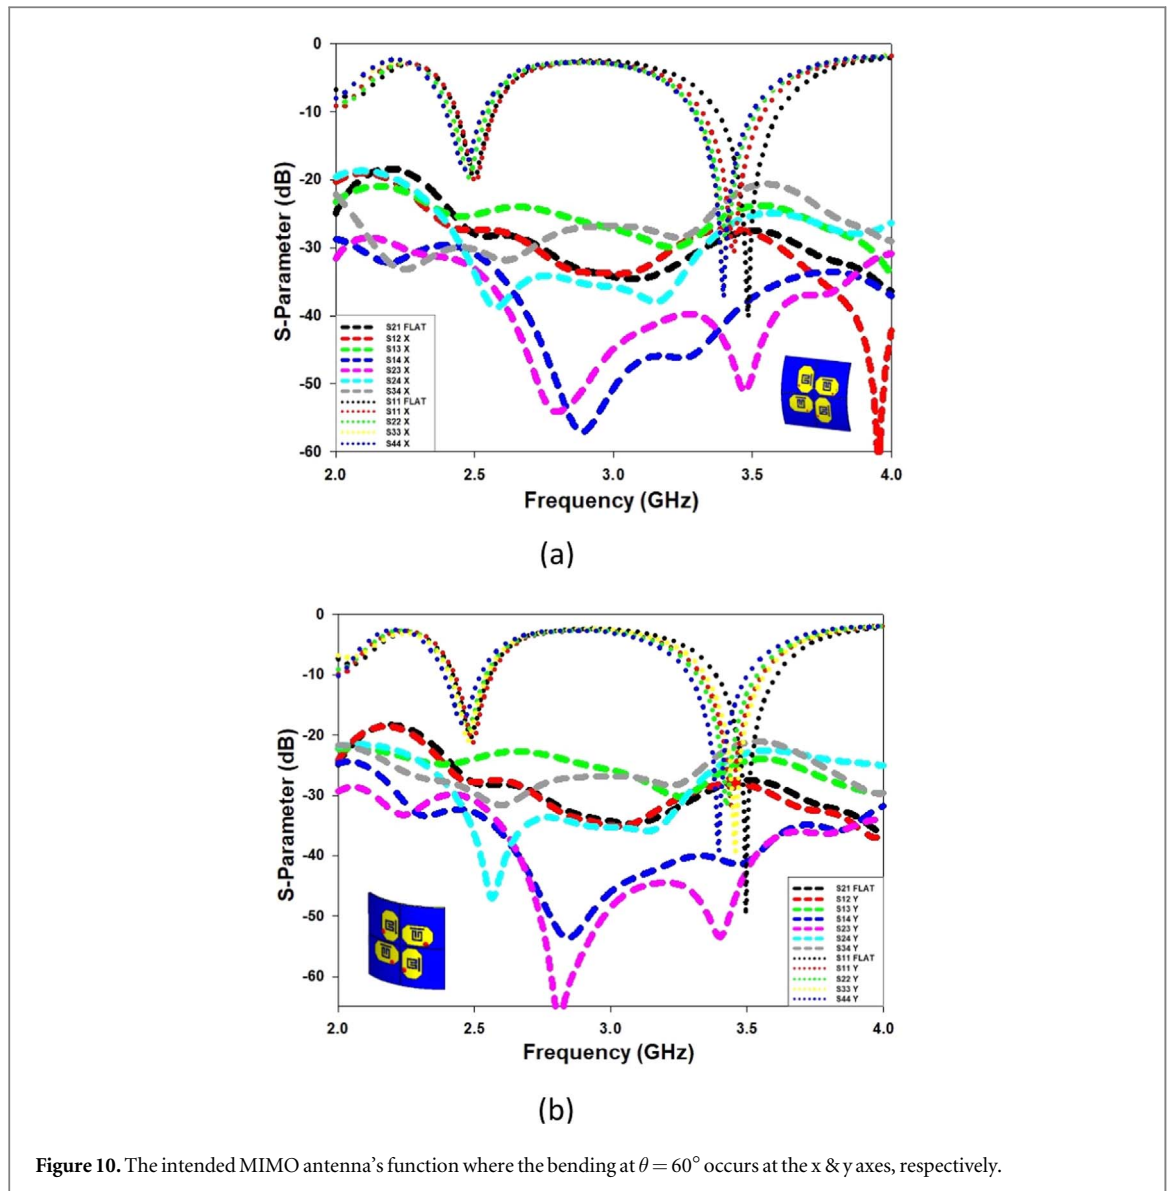 0
-10
-20
-30
-40
-50
-60
S-Parameter (dB)
S21 FLAT
S12 X
S13 X
S14 X
S23 X
S24 X
S34 X
S11 FLAT
S11 X
S22 X
S33 X
S44 X
2.0 2.5 3.0 3.5 4.0
Frequency (GHz)
(a)
0
-10
-20
-30
-40
-50
-60
S-Parameter (dB)
S21 FLAT
S12 Y
S13 Y
S14 Y
S23 Y
S24 Y
S34 Y
S11 FLAT
S11 Y
S22 Y
S33 Y
S44 Y
2.0 2.5 3.0 3.5 4.0
Frequency (GHz)
(b)
Figure 10. The intended MIMO antenna's function where the bending at θ = 60° occurs at the x & y axes, respectively.